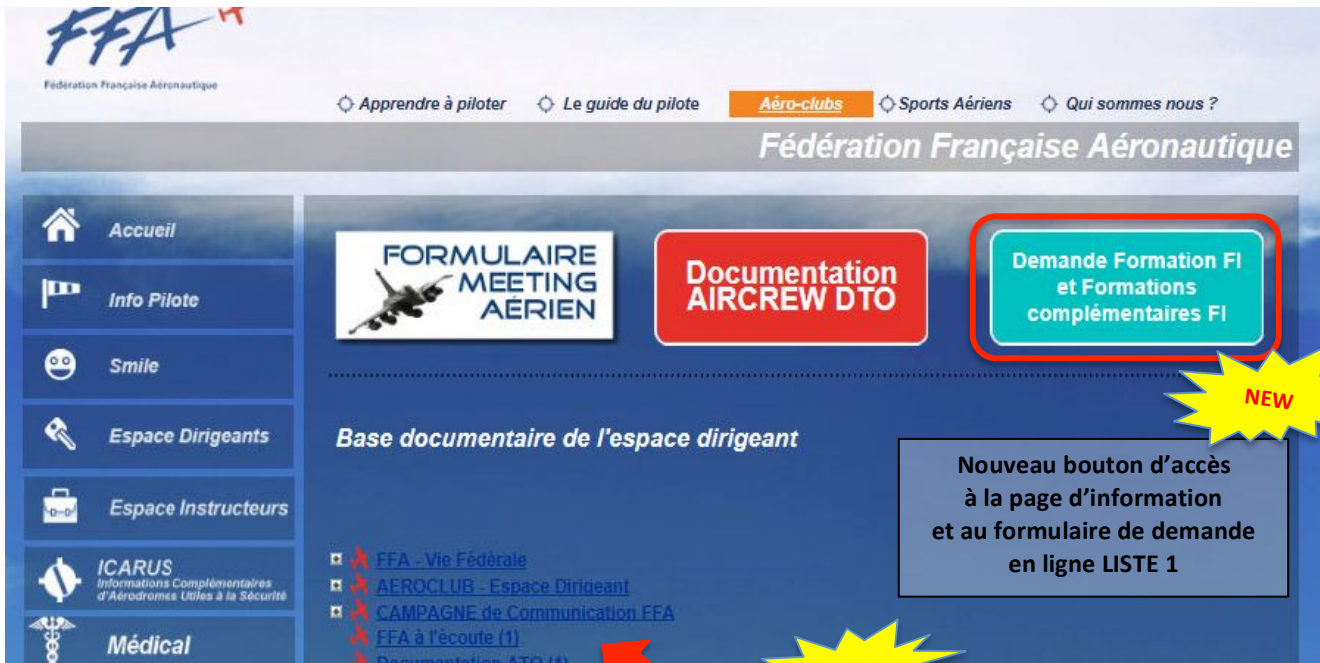 FFA
Fédération Française Aéronautique
Apprendre à piloter
Le guide du pilote
Aéro-clubs
Sports Aériens
Qui sommes nous ?
Fédération Française Aéronautique
Accueil
Info Pilote
Smile
Espace Dirigeants
Espace Instructeurs
ICARUS
Informations Complémentaires
d'Aérodromes Utiles à la Sécurité
Médical
FORMULAIRE
MEETING
AÉRIEN
Documentation
AIRCREW DTO
Demande Formation FI
et Formations
complémentaires FI
NEW
Base documentaire de l'espace dirigeant
Nouveau bouton d’accès
à la page d’information
et au formulaire de demande
en ligne LISTE 1
FFA - Vie Fédérale
AEROCLUB - Espace Dirigeant
CAMPAGNE de Communication FFA
FFA à l'écoute (1)
Documentation ATO (1)